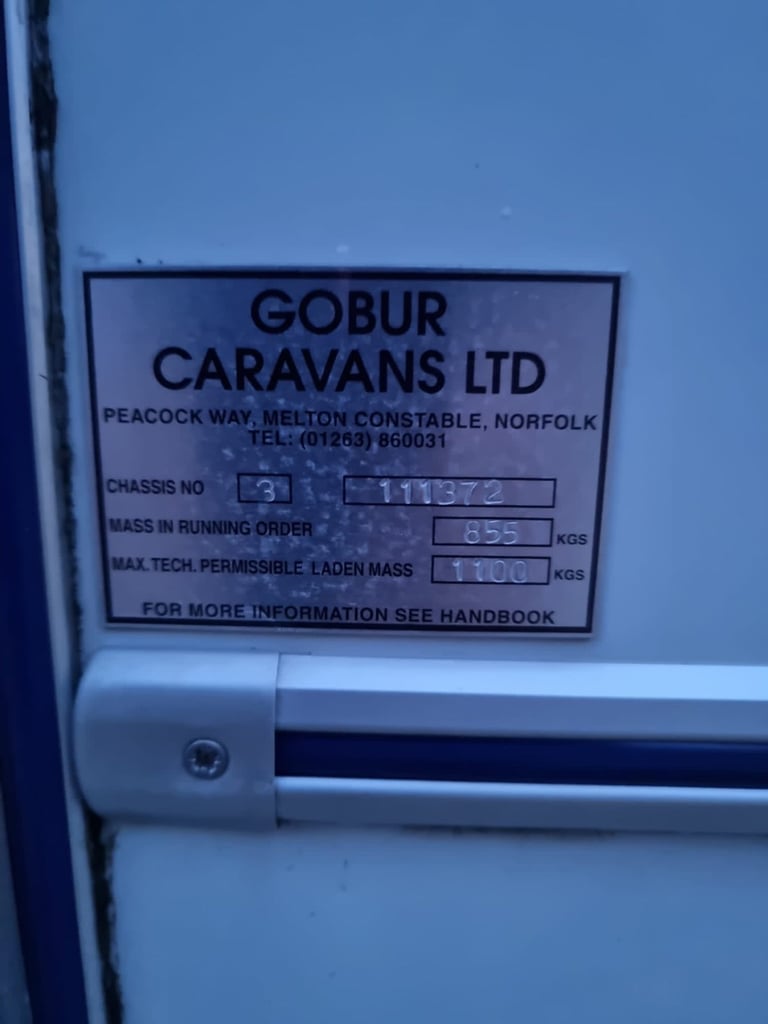 GOBUR
CARAVANS LTD
PEACOCK WAY, MELTON CONSTABLE, NORFOLK
TEL: (01263) 860031
CHASSIS NO 3 111372
MASS IN RUNNING ORDER 855 KGS
MAX. TECH. PERMISSIBLE LADEN MASS 1100 KGS
FOR MORE INFORMATION SEE HANDBOOK